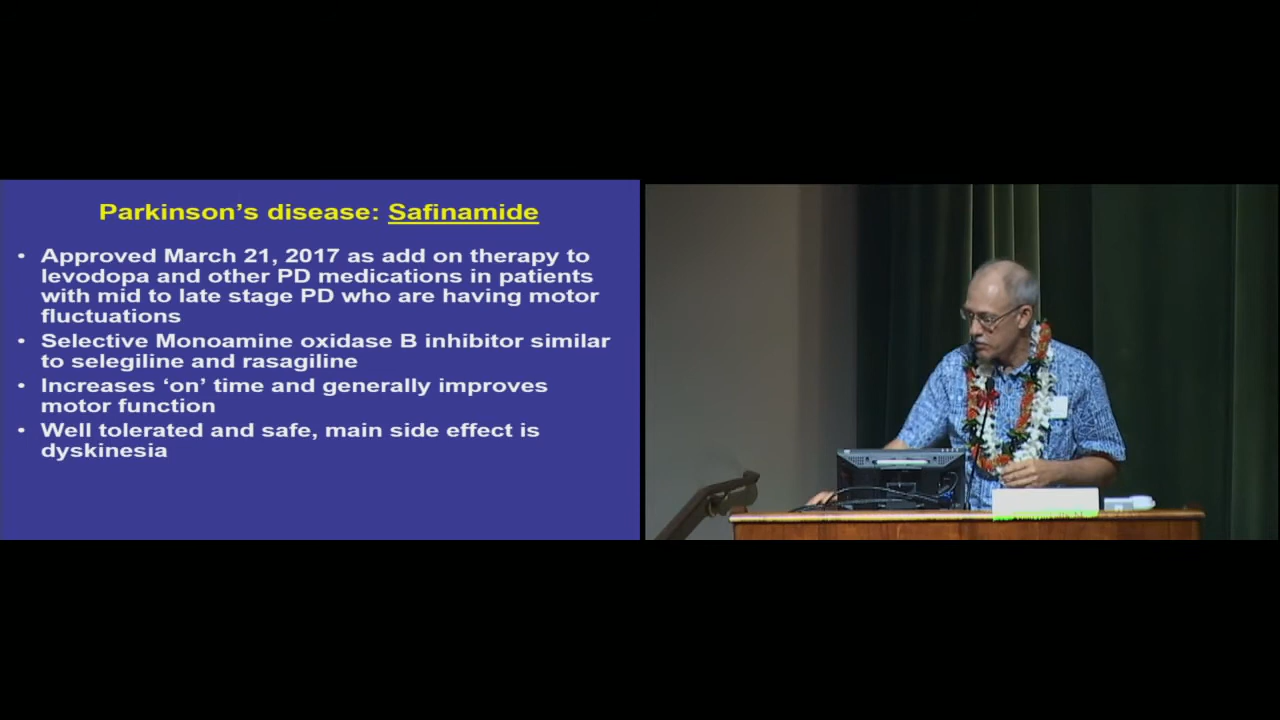 Parkinson’s disease: Safinamide
• Approved March 21, 2017 as add on therapy to
levodopa and other PD medications in patients
with mid to late stage PD who are having motor
fluctuations
• Selective Monoamine oxidase B inhibitor similar
to selegiline and rasagiline
• Increases ‘on’ time and generally improves
motor function
• Well tolerated and safe, main side effect is
dyskinesia